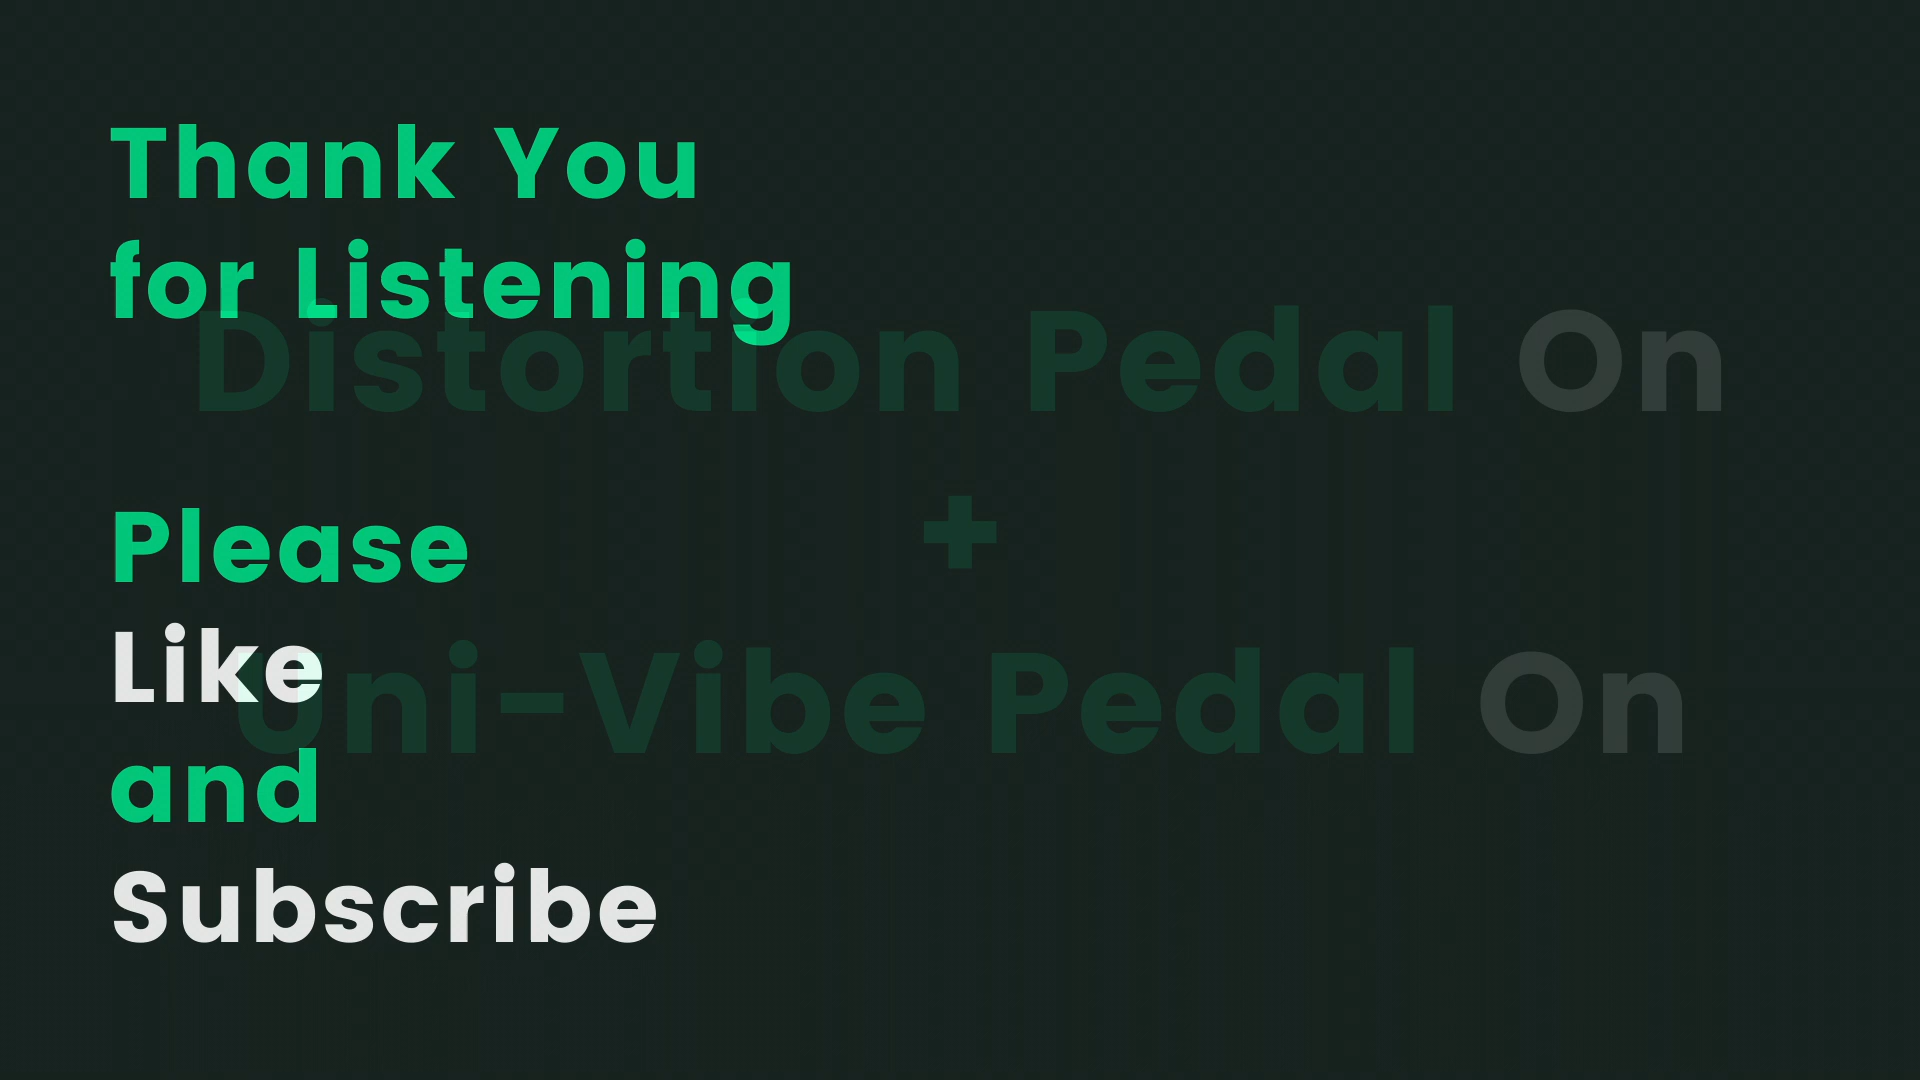 Thank You
for Listening
Distortion Pedal On
+
Please
Like
Uni-Vibe Pedal On
and
Subscribe